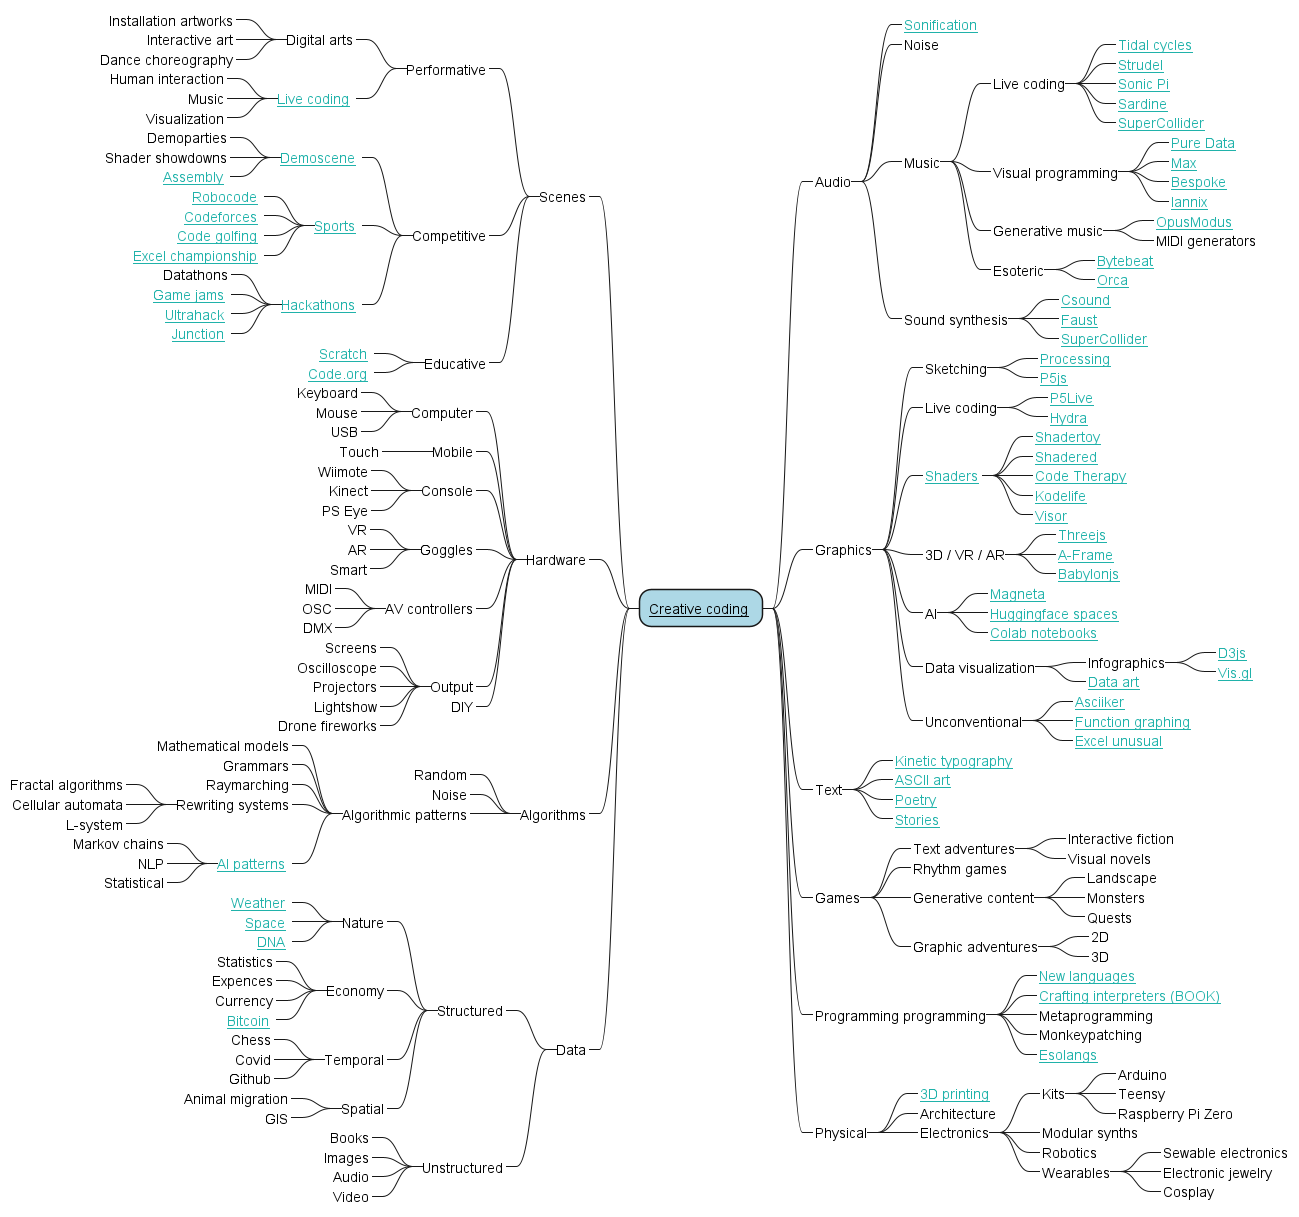 Creative coding
Scenes
Performative
Digital arts
Installation artworks
Interactive art
Dance choreography
Live coding
Human interaction
Music
Visualization
Competitive
Demoscene
Demoparties
Shader showdowns
Assembly
Sports
Robocode
Codeforces
Code golfing
Excel championship
Hackathons
Datathons
Game jams
Ultrahack
Junction
Educative
Scratch
Code.org
Hardware
Computer
Keyboard
Mouse
USB
Mobile
Touch
Console
Wiimote
Kinect
PS Eye
Goggles
VR
AR
Smart
AV controllers
MIDI
OSC
DMX
Output
Screens
Oscilloscope
Projectors
Lightshow
Drone fireworks
DIY
Algorithms
Random
Noise
Algorithmic patterns
Mathematical models
Grammars
Raymarching
Rewriting systems
Fractal algorithms
Cellular automata
L-system
AI patterns
Markov chains
NLP
Statistical
Data
Structured
Nature
Weather
Space
DNA
Economy
Statistics
Expences
Currency
Bitcoin
Temporal
Chess
Covid
Github
Spatial
Animal migration
GIS
Unstructured
Books
Images
Audio
Video
Audio
Sonification
Noise
Music
Live coding
Tidal cycles
Strudel
Sonic Pi
Sardine
SuperCollider
Visual programming
Pure Data
Max
Bespoke
Iannix
Generative music
OpusModus
MIDI generators
Esoteric
Bytebeat
Orca
Sound synthesis
Csound
Faust
SuperCollider
Graphics
Sketching
Processing
P5js
Live coding
P5Live
Hydra
Shaders
Shadertoy
Shadered
Code Therapy
Kodelife
Visor
3D / VR / AR
Threejs
A-Frame
Babylonjs
AI
Magneta
Huggingface spaces
Colab notebooks
Data visualization
Infographics
D3js
Vis.gl
Data art
Unconventional
Asciiker
Function graphing
Excel unusual
Text
Kinetic typography
ASCII art
Poetry
Stories
Games
Text adventures
Interactive fiction
Visual novels
Rhythm games
Generative content
Landscape
Monsters
Quests
Graphic adventures
2D
3D
Programming programming
New languages
Crafting interpreters (BOOK)
Metaprogramming
Monkeypatching
Esolangs
Physical
3D printing
Architecture
Electronics
Kits
Arduino
Teensy
Raspberry Pi Zero
Modular synths
Robotics
Wearables
Sewable electronics
Electronic jewelry
Cosplay